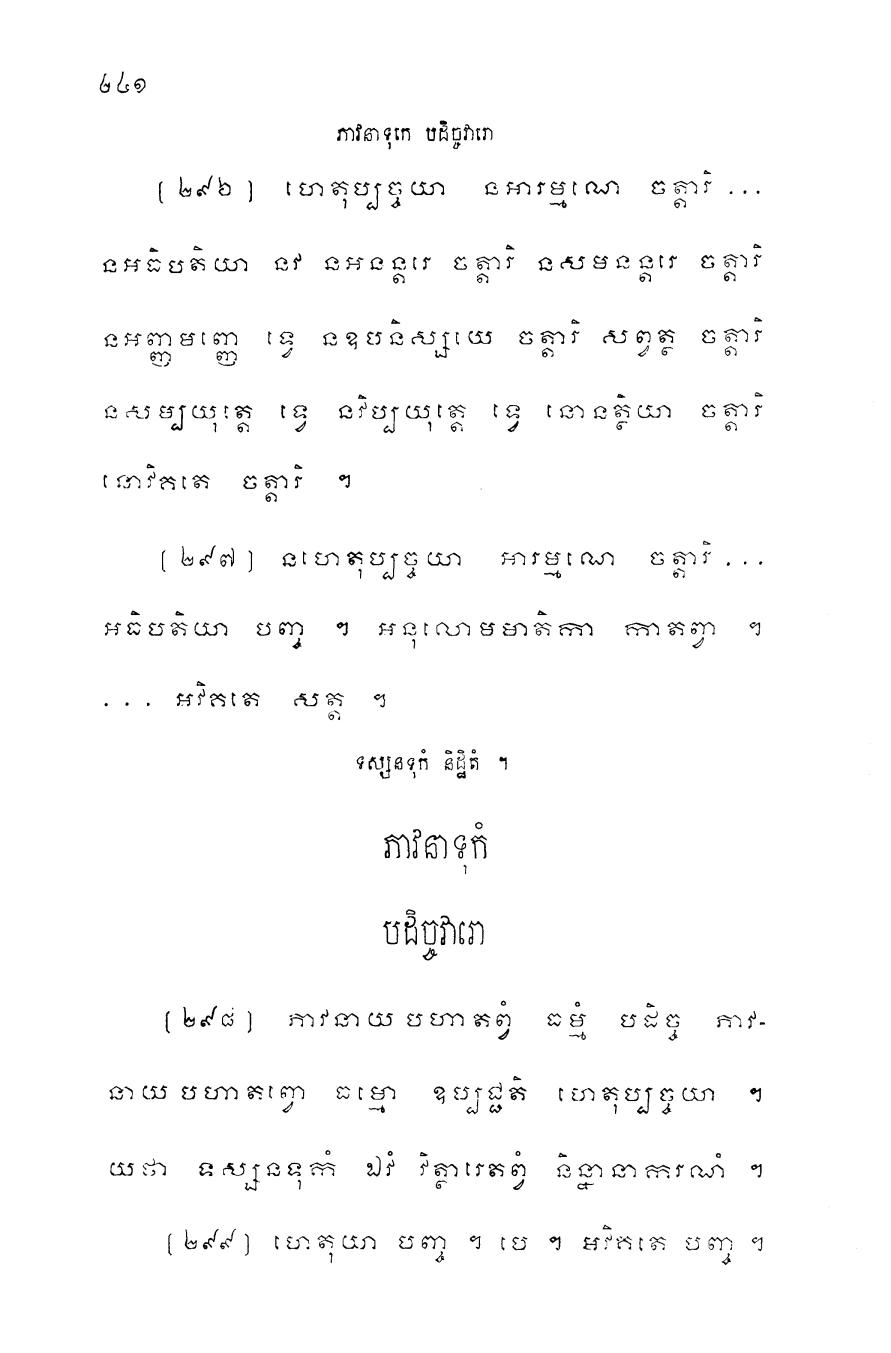 ២៤១
ភាវនាទុកេ បដិច្ចវារោ
[២៩៦] ហេតុប្បច្ចយា នអារម្មណេ ចត្តារិ ...
នអធិបតិយា នវ នអនន្តរេ ចត្តារិ នសមនន្តរេ ចត្តារិ
នអញ្ញមញ្ញេ ទ្វេ នឧបនិស្សយេ ចត្តារិ សព្វត្ថ ចត្តារិ
នសម្បយុត្តេ ទ្វេ នវិប្បយុត្តេ ទ្វេ នោនត្ថិយា ចត្តារិ
នោវិគតេ ចត្តារិ ។
[២៩៧] នហេតុប្បច្ចយា អារម្មណេ ចត្តារិ ...
អធិបតិយា បញ្ច ។ អនុលោមមាតិកា កាតព្វា ។
... អវិគតេ សត្ត ។
ទស្សនទុកំ និដ្ឋិតំ ។
ភាវនាទុកំ
បដិច្ចវារោ
[២៩៨] ភាវនាយបហាតព្វំ ធម្មំ បដិច្ច ភាវ-
នាយបហាតព្វោ ធម្មោ ឧប្បជ្ជតិ ហេតុប្បច្ចយា ។
យថា ទស្សនទុកំ ឯវំ វិត្ថារេតព្វំ និន្នានាករណំ ។
[២៩៩] ហេតុយា បញ្ច ។ បេ ។ អវិគតេ បញ្ច ។